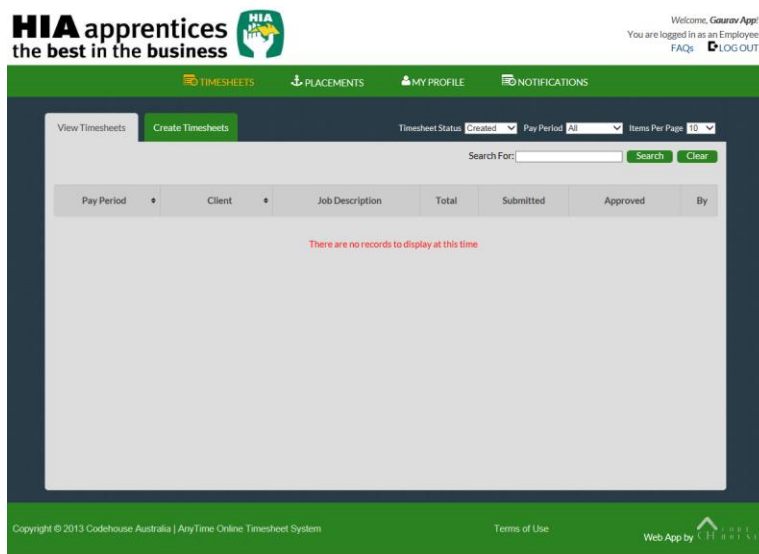 HIA apprentices
the best in the business
HIA
Welcome, Gaurav App!
You are logged in as an Employee
FAQs LOG OUT
TIMESHEETS PLACEMENTS MY PROFILE NOTIFICATIONS
View Timesheets Create Timesheets Timesheet Status Created Pay Period All Items Per Page 10
Search For: Search Clear
Pay Period Client Job Description Total Submitted Approved By
There are no records to display at this time
Copyright © 2013 Codehouse Australia | AnyTime Online Timesheet System Terms of Use Web App by CH